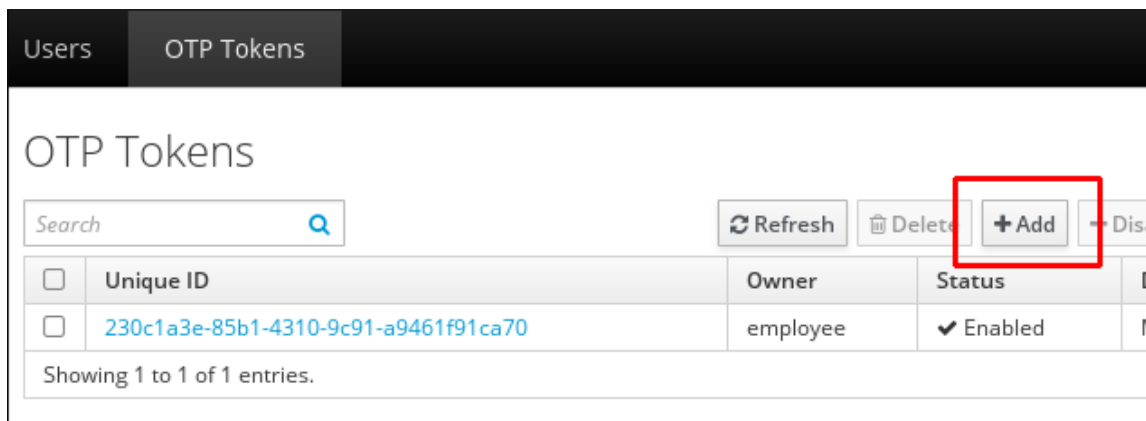 Users OTP Tokens
OTP Tokens
Search Refresh Delete Add Dis
Unique ID Owner Status
230c1a3e-85b1-4310-9c91-a9461f91ca70 employee Enabled
Showing 1 to 1 of 1 entries.